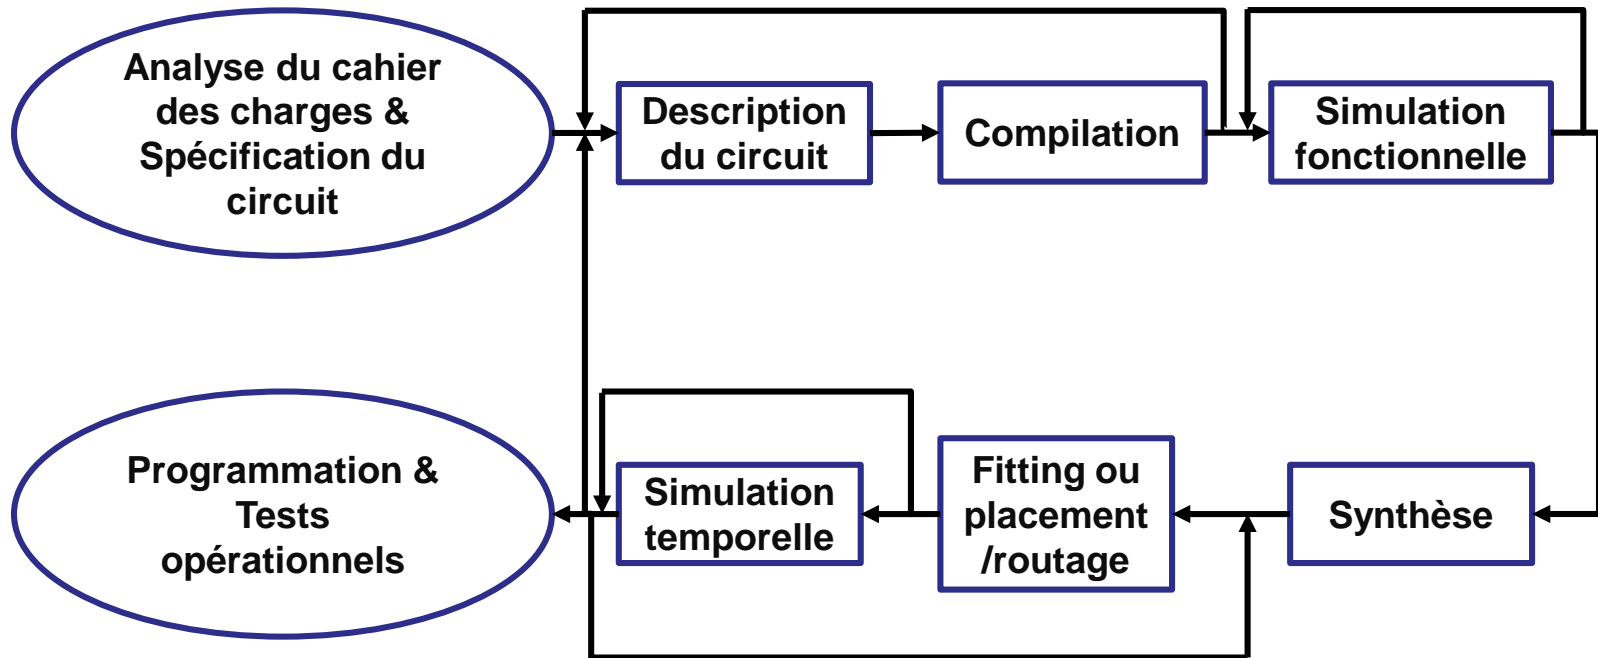 Analyse du cahier
des charges &
Spécification du
circuit
Description
du circuit
Compilation
Simulation
fonctionnelle
Programmation &
Tests
opérationnels
Simulation
temporelle
Fitting ou
placement
/routage
Synthèse